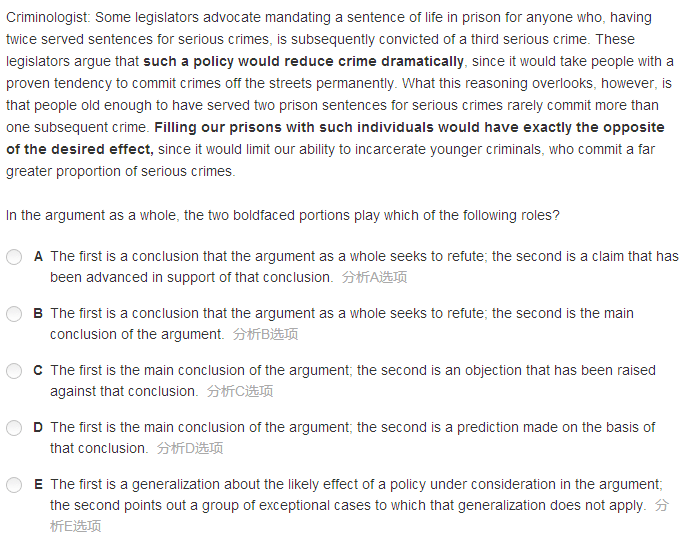 Criminologist: Some legislators advocate mandating a sentence of life in prison for anyone who, having
twice served sentences for serious crimes, is subsequently convicted of a third serious crime. These
legislators argue that such a policy would reduce crime dramatically, since it would take people with a
proven tendency to commit crimes off the streets permanently. What this reasoning overlooks, however, is
that people old enough to have served two prison sentences for serious crimes rarely commit more than
one subsequent crime. Filling our prisons with such individuals would have exactly the opposite
of the desired effect, since it would limit our ability to incarcerate younger criminals, who commit a far
greater proportion of serious crimes.
In the argument as a whole, the two boldfaced portions play which of the following roles?
A The first is a conclusion that the argument as a whole seeks to refute; the second is a claim that has
been advanced in support of that conclusion. 分析A选项
B The first is a conclusion that the argument as a whole seeks to refute; the second is the main
conclusion of the argument. 分析B选项
C The first is the main conclusion of the argument; the second is an objection that has been raised
against that conclusion. 分析C选项
D The first is the main conclusion of the argument; the second is a prediction made on the basis of
that conclusion. 分析D选项
E The first is a generalization about the likely effect of a policy under consideration in the argument;
the second points out a group of exceptional cases to which that generalization does not apply. 分
析E选项